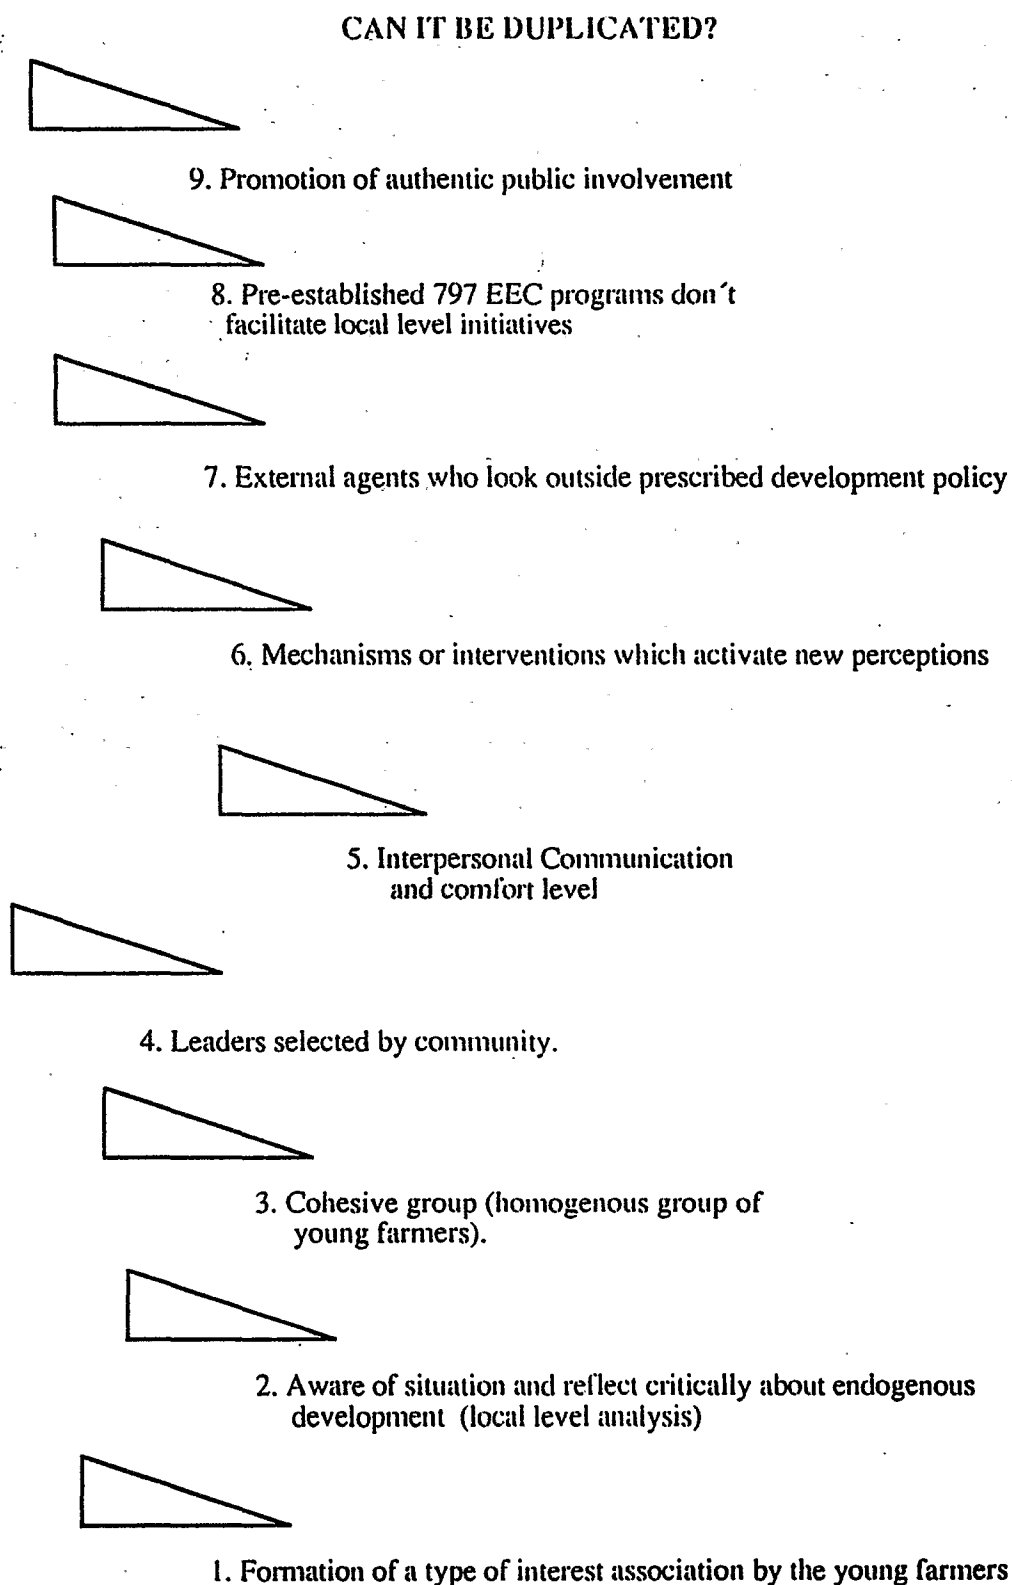 CAN IT BE DUPLICATED?
9. Promotion of authentic public involvement
8. Pre-established 797 EEC programs don´t
facilitate local level initiatives
7. External agents who look outside prescribed development policy
6. Mechanisms or interventions which activate new perceptions
5. Interpersonal Communication
and comfort level
4. Leaders selected by community.
3. Cohesive group (homogenous group of
young farmers).
2. Aware of situation and reflect critically about endogenous
development (local level analysis)
1. Formation of a type of interest association by the young farmers